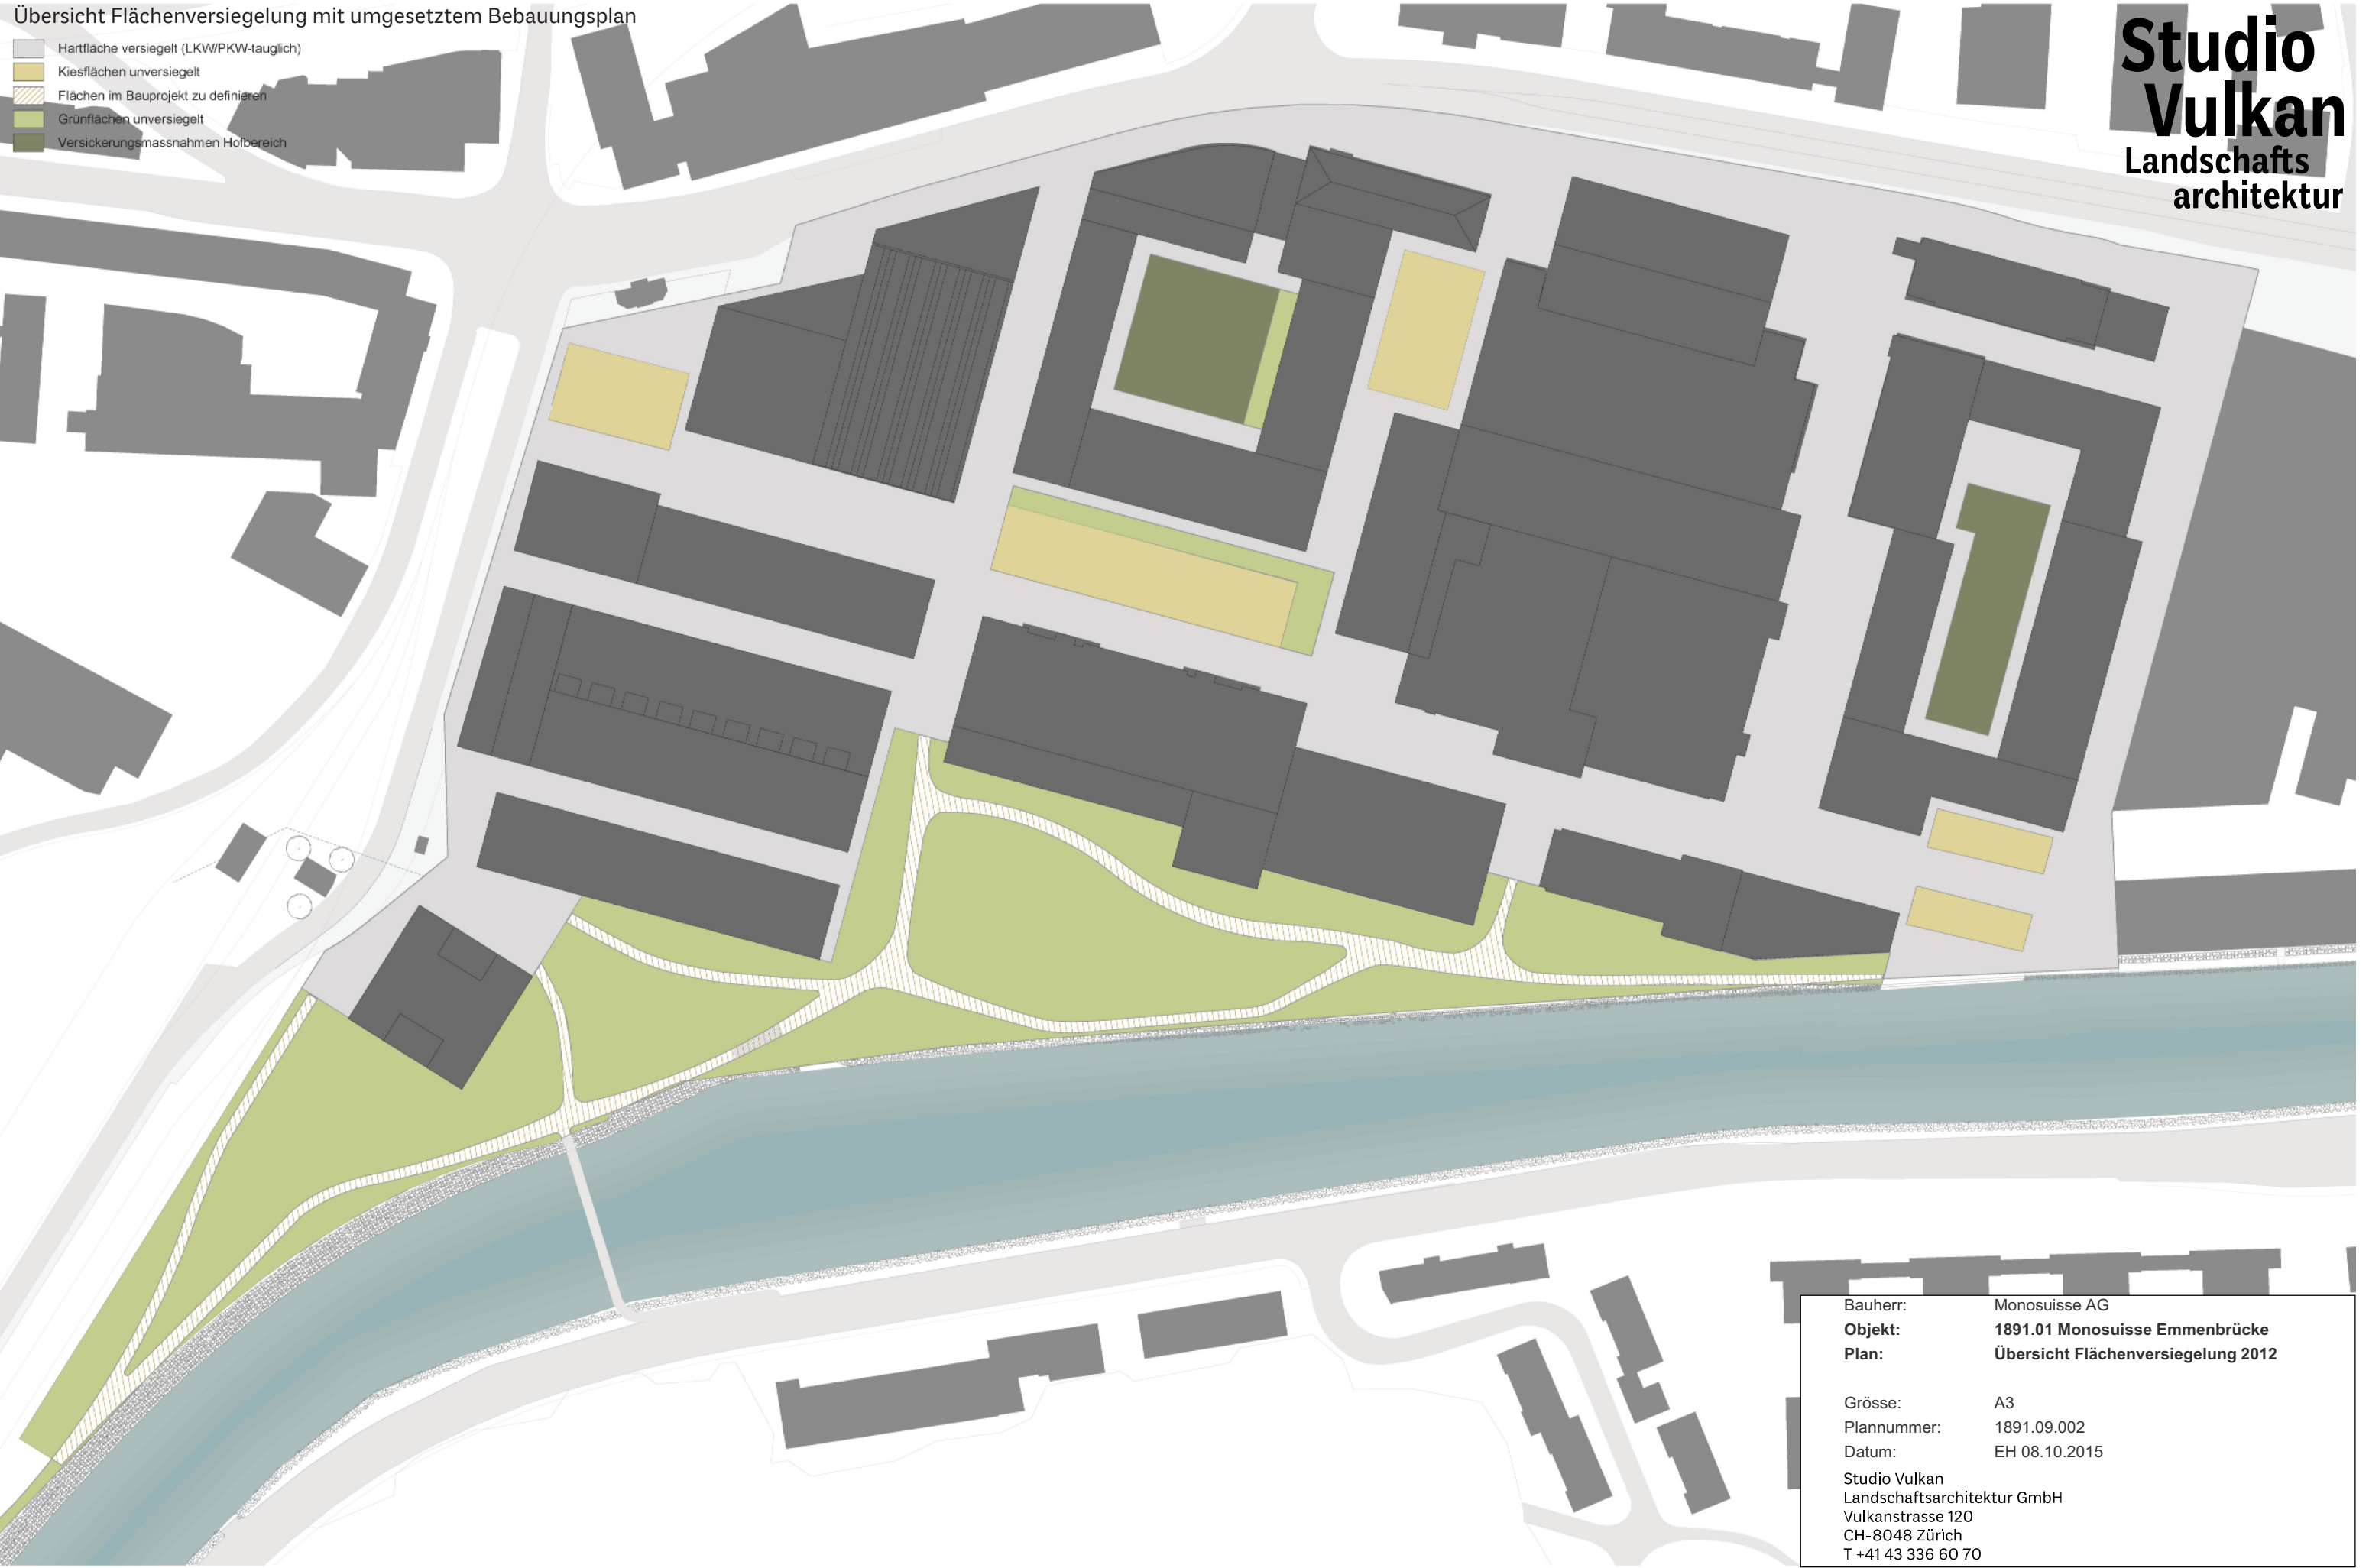 Übersicht Flächenversiegelung mit umgesetztem Bebauungsplan
Hartfläche versiegelt (LKW/PKW-tauglich)
Kiesflächen unversiegelt
Flächen im Bauprojekt zu definieren
Grünflächen unversiegelt
Versickerungsmassnahmen Hofbereich
Studio
Vulkan
Landschafts
architektur
Bauherr: Monosuisse AG
Objekt: 1891.01 Monosuisse Emmenbrücke
Plan: Übersicht Flächenversiegelung 2012
Grösse: A3
Plannummer: 1891.09.002
Datum: EH 08.10.2015
Studio Vulkan
Landschaftsarchitektur GmbH
Vulkanstrasse 120
CH-8048 Zürich
T +41 43 336 60 70